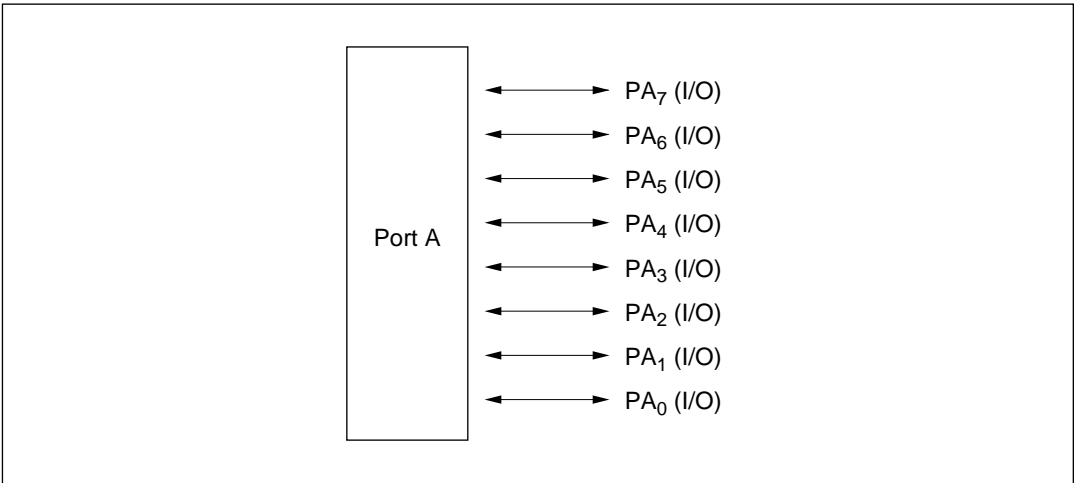 PA7 (I/O)
PA6 (I/O)
PA5 (I/O)
PA4 (I/O)
Port A
PA3 (I/O)
PA2 (I/O)
PA1 (I/O)
PA0 (I/O)